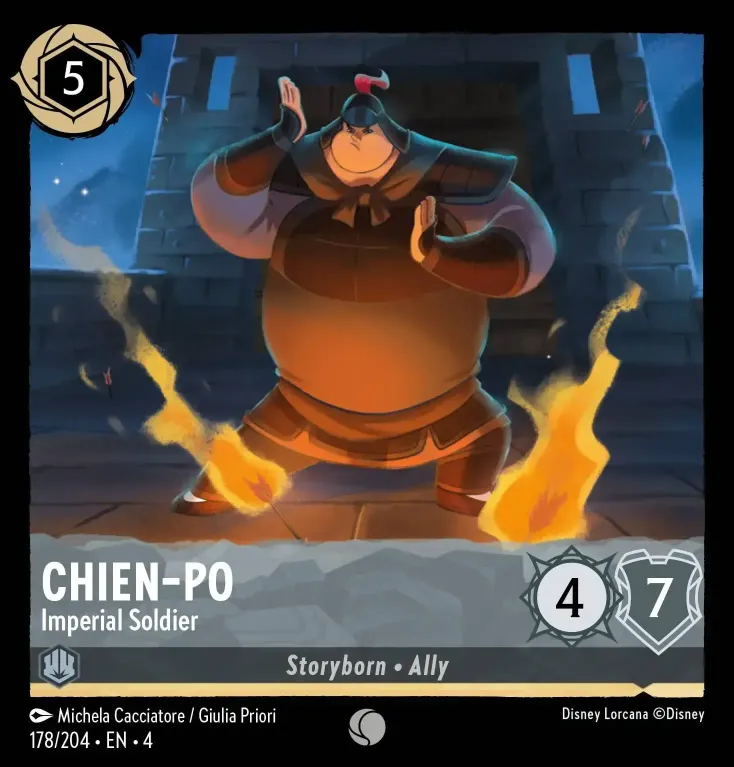 5
CHIEN-PO
Imperial Soldier
4
7
Storyborn • Ally
Michela Cacciatore / Giulia Priori
Disney Lorcana ©Disney
178/204 • EN • 4